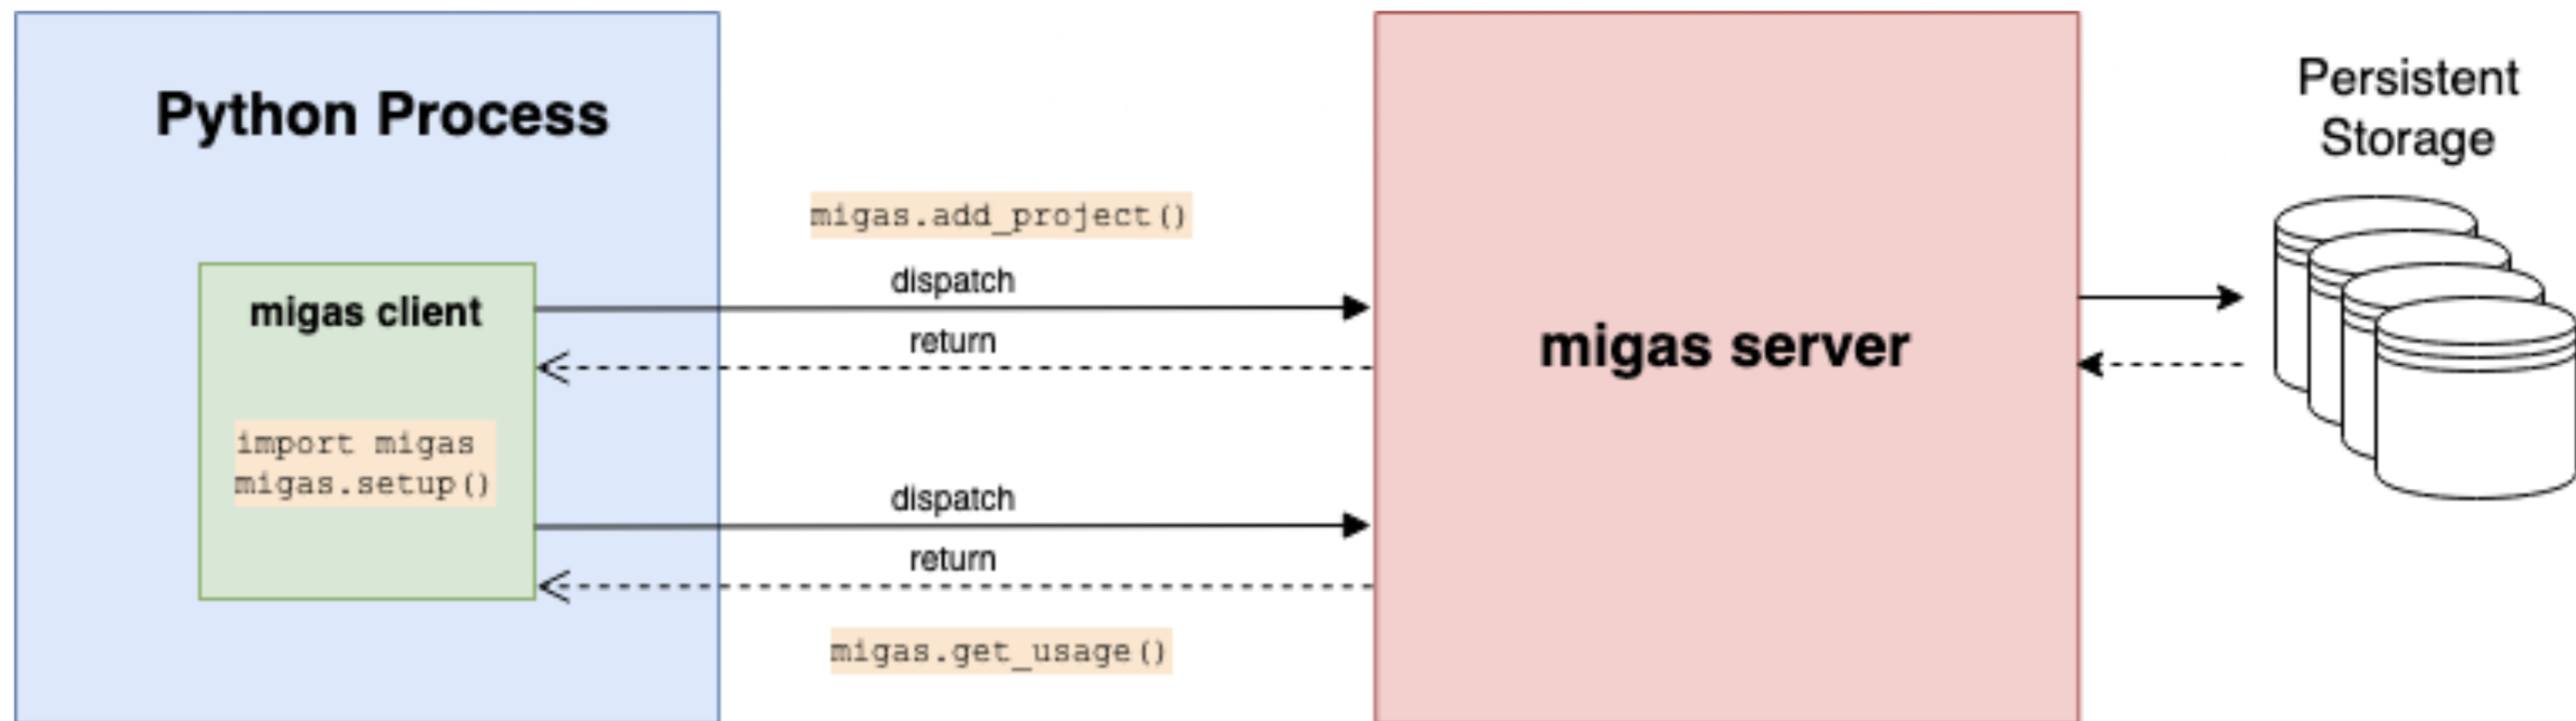 Python Process
migas client
import migas
migas.setup()
migas.add_project()
dispatch
return
dispatch
return
migas.get_usage()
migas server
Persistent
Storage